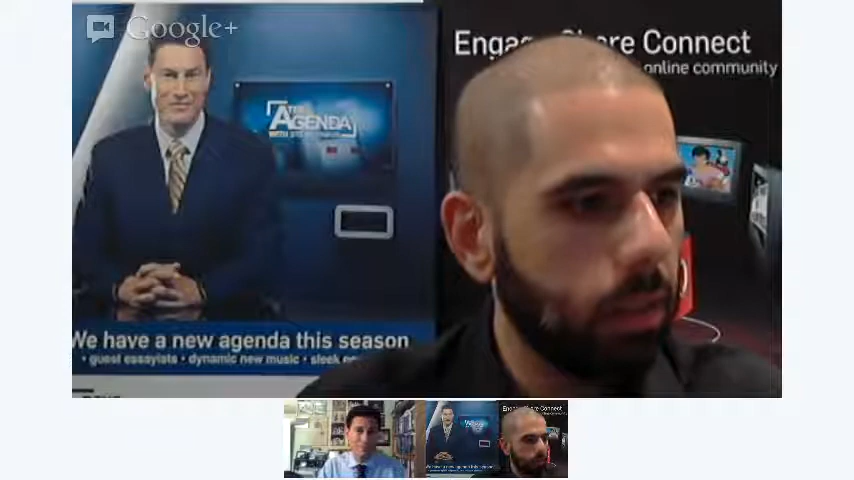 Google+
Engage Share Connect
online community
THE
AGENDA
We have a new agenda this season
• guest essayists • dynamic new music • sleek